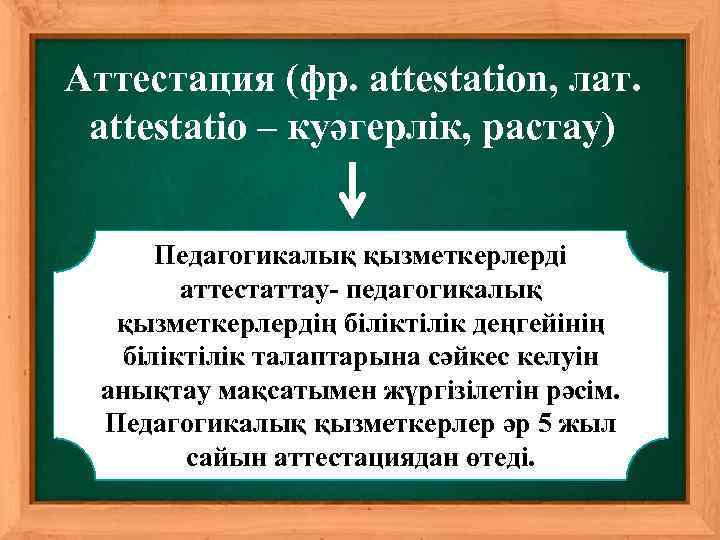 Аттестация (фр. attestation, лат.
attestatio – куәгерлік, растау)
Педагогикалық қызметкерлерді
аттестаттау- педагогикалық
қызметкерлердің біліктілік деңгейінің
біліктілік талаптарына сәйкес келуін
анықтау мақсатымен жүргізілетін рәсім.
Педагогикалық қызметкерлер әр 5 жыл
сайын аттестациядан өтеді.